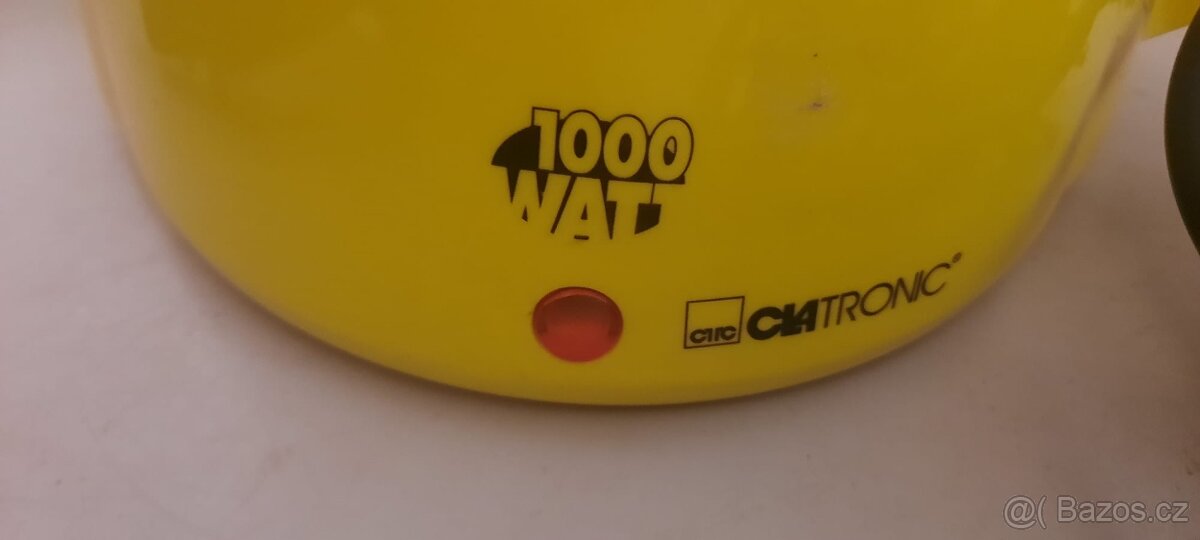 1000
WATT
CTC CLATRONIC®
@( Bazos.cz